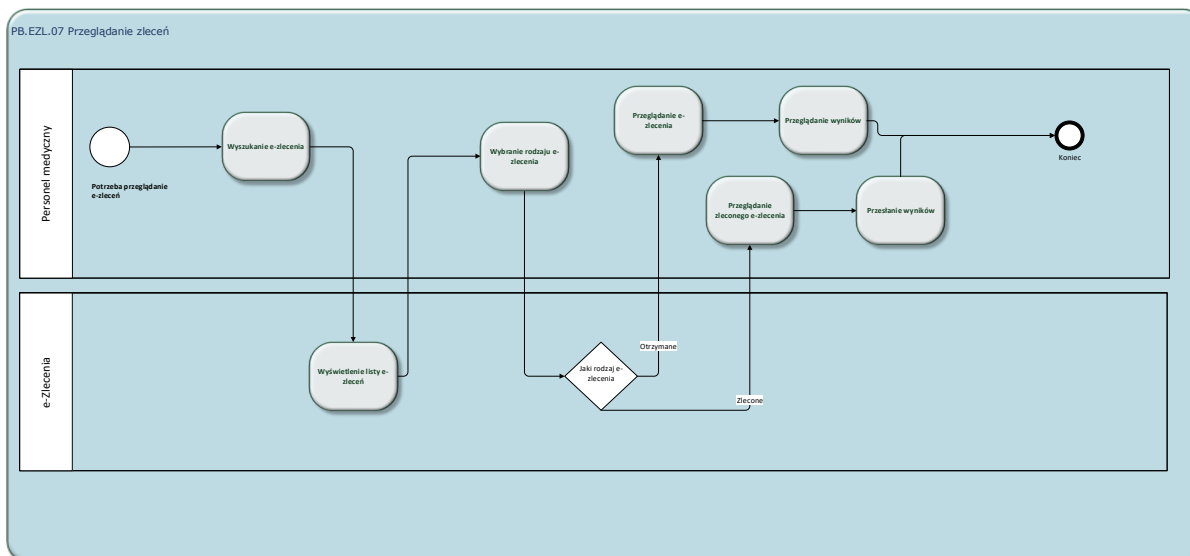 PB.EZL.07 Przeglądanie zleceń
Personel medyczny
Potrzeba przeglądanie
e-zleceń
Wyszukanie e-zlecenia
Wybranie rodzaju e-
zlecenia
Przeglądanie e-
zlecenia
Przeglądanie wyników
Koniec
Przeglądanie
zleconego e-zlecenia
Przesłanie wyników
e-Zlecenia
Wyświetlenie listy e-
zleceń
Jaki rodzaj e-
zlecenia
Otrzymane
Zlecone